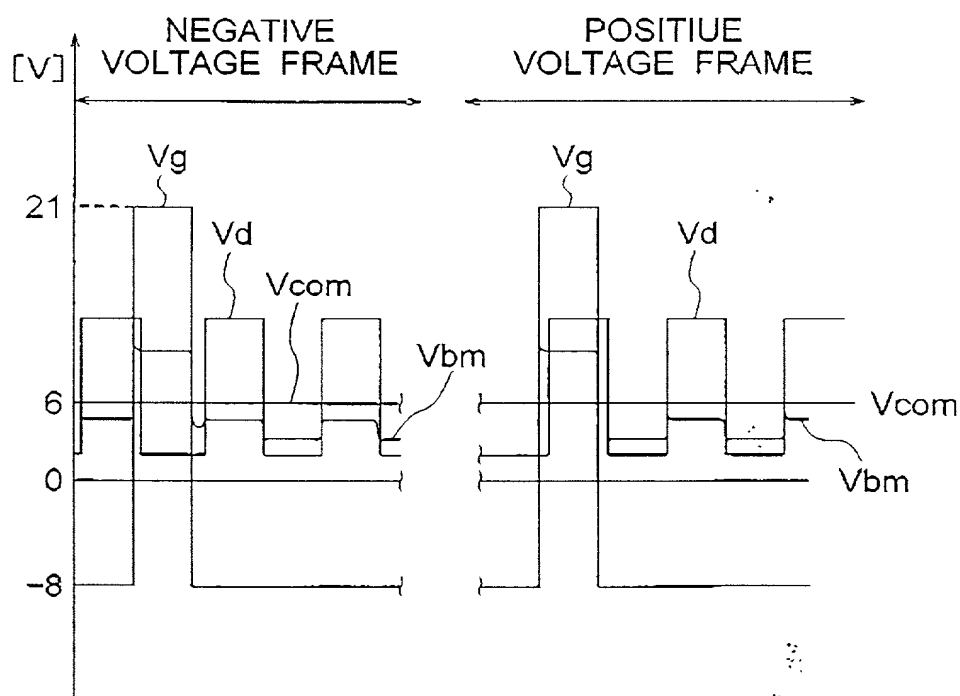 NEGATIVE
VOLTAGE FRAME
POSITIUE
VOLTAGE FRAME
[V]
Vg
Vg
21
Vd
Vd
Vcom
Vbm
6
Vcom
0
Vbm
-8